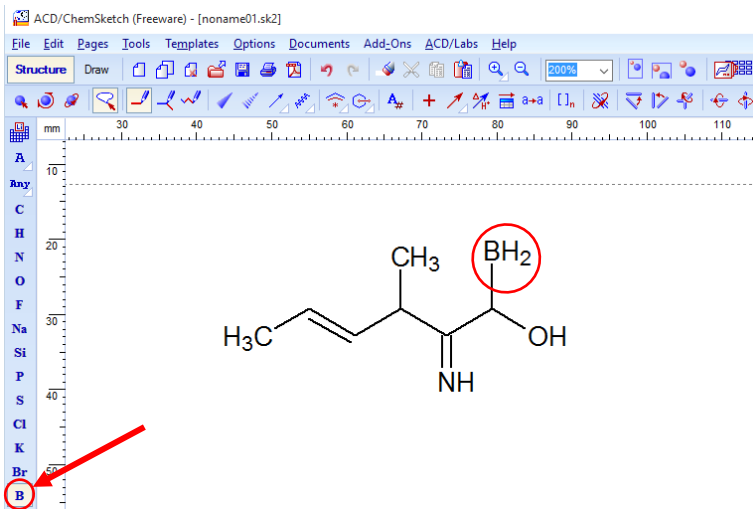 ACD/ChemSketch (Freeware) - [noname01.sk2]
File Edit Pages Tools Templates Options Documents Add-Ons ACD/Labs Help
Structure Draw 200%
mm 30 40 50 60 70 80 90 100 110
A
10
Any
C
H
N
20
O
F
Na
30
Si
P
S
40
Cl
K
Br
50
B
CH3 BH2
H3C OH
NH